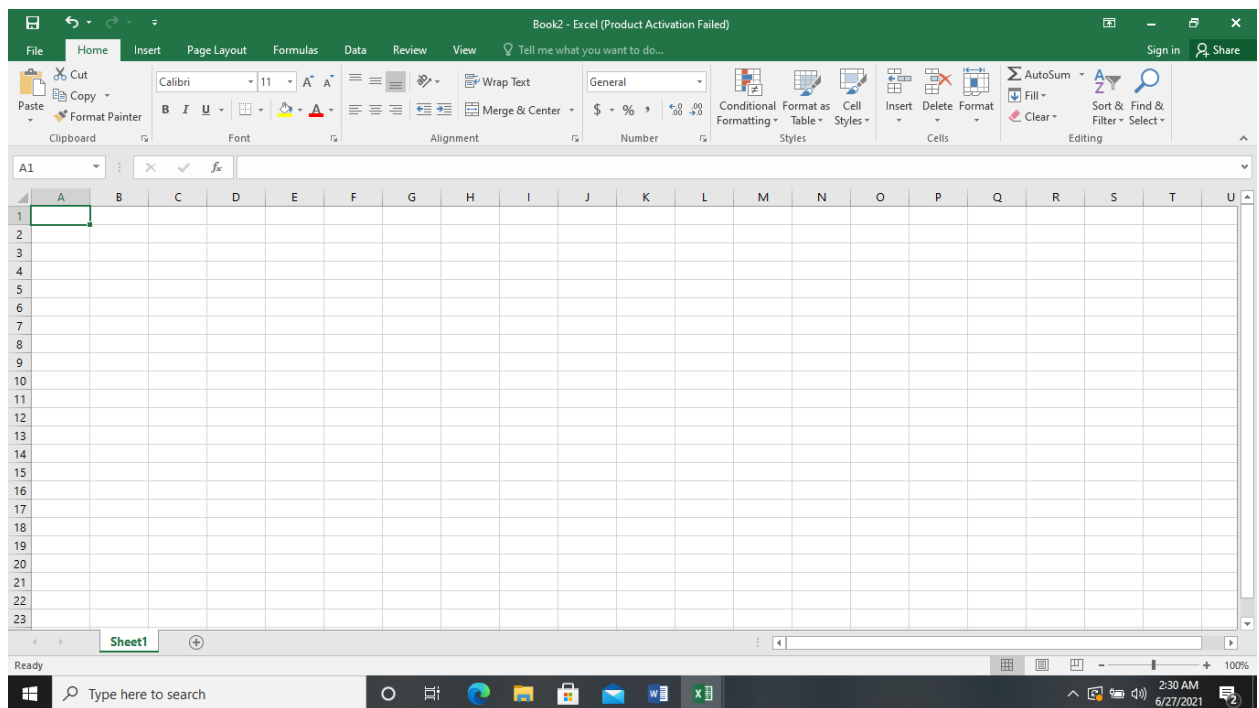 Book2 - Excel (Product Activation Failed)
File Home Insert Page Layout Formulas Data Review View Tell me what you want to do... Sign in Share
Cut
Copy
Format Painter
Paste
Clipboard
Calibri 11 A A
B I U A
Font
Wrap Text
Merge & Center
Alignment
General
$ % , .0 .00 .00 .0
Number
Conditional Formatting
Format as Table
Cell Styles
Styles
Insert Delete Format
Cells
AutoSum
Fill
Clear
Sort & Filter
Find & Select
Editing
A1 fx
A B C D E F G H I J K L M N O P Q R S T U
1
2
3
4
5
6
7
8
9
10
11
12
13
14
15
16
17
18
19
20
21
22
23
Sheet1
Ready 100%
Type here to search
2:30 AM
6/27/2021
2